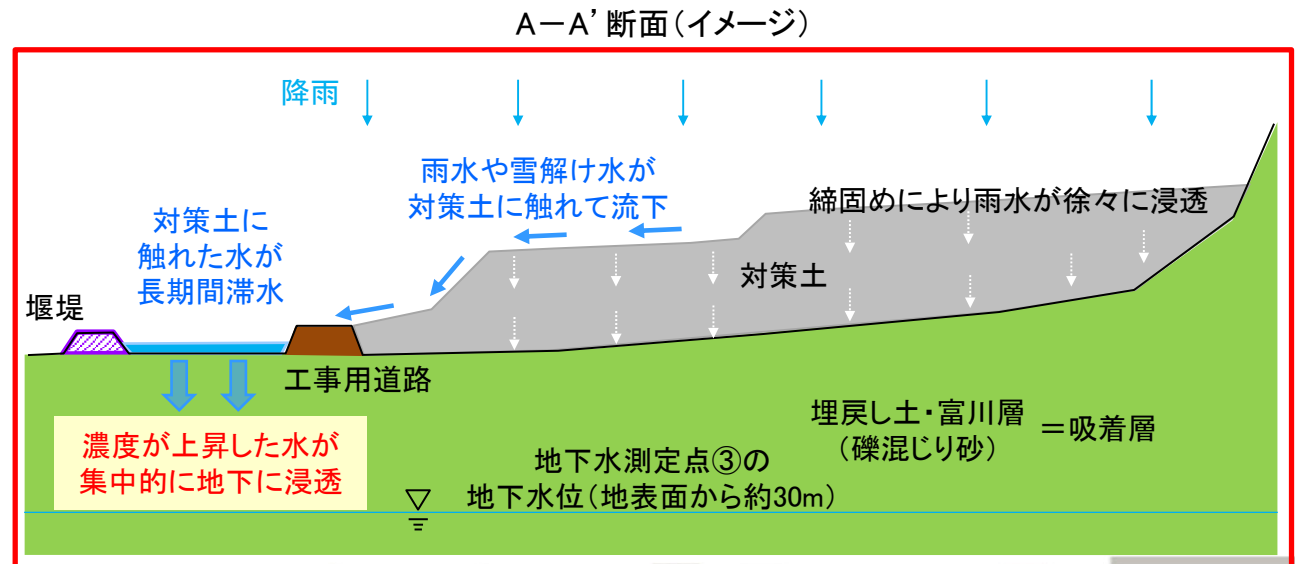 A-A’断面(イメージ)
降雨
雨水や雪解け水が
対策土に触れて流下
締固めにより雨水が徐々に浸透
対策土に
触れた水が
長期間滞水
対策土
堰堤
工事用道路
埋戻し土・富川層
(礫混じり砂)
=吸着層
濃度が上昇した水が
集中的に地下に浸透
地下水測定点③の
地下水位(地表面から約30m)